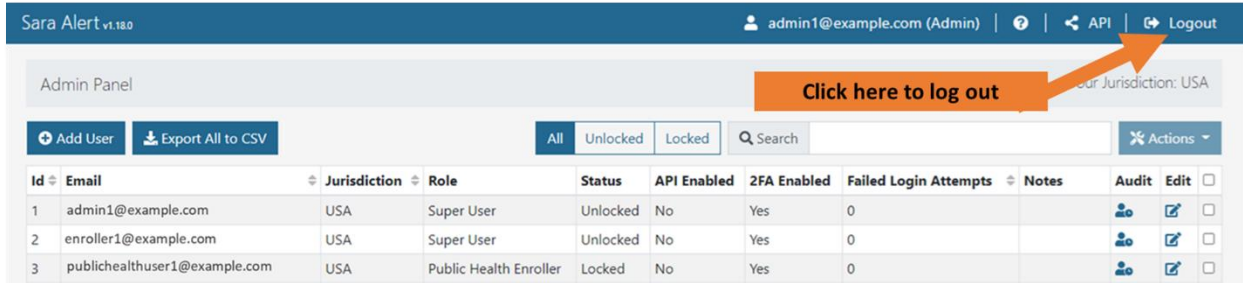 Sara Alert v1.18.0 admin1@example.com (Admin) | ? | API | Logout
Admin Panel Click here to log out our Jurisdiction: USA
Add User Export All to CSV All Unlocked Locked Search Actions
Id Email Jurisdiction Role Status API Enabled 2FA Enabled Failed Login Attempts Notes Audit Edit
1 admin1@example.com USA Super User Unlocked No Yes 0
2 enroller1@example.com USA Super User Unlocked No Yes 0
3 publichealthuser1@example.com USA Public Health Enroller Locked No Yes 0